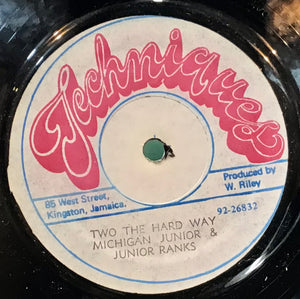 Techniques
85 West Street,
Kingston, Jamaica.
Produced by
W. Riley
92-26832
TWO THE HARD WAY
MICHIGAN JUNIOR &
JUNIOR RANKS